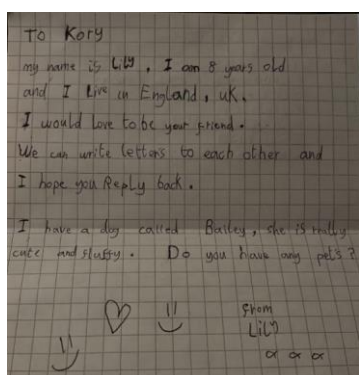 To Kory
my name is Lily, I am 8 years old
and I live in England, uk.
I would love to be your friend.
We can write letters to each other and
I hope you Reply back.
I have a dog called Bailey, she is really
cute and fluffy. Do you have any pets?
From
Lily
x x x